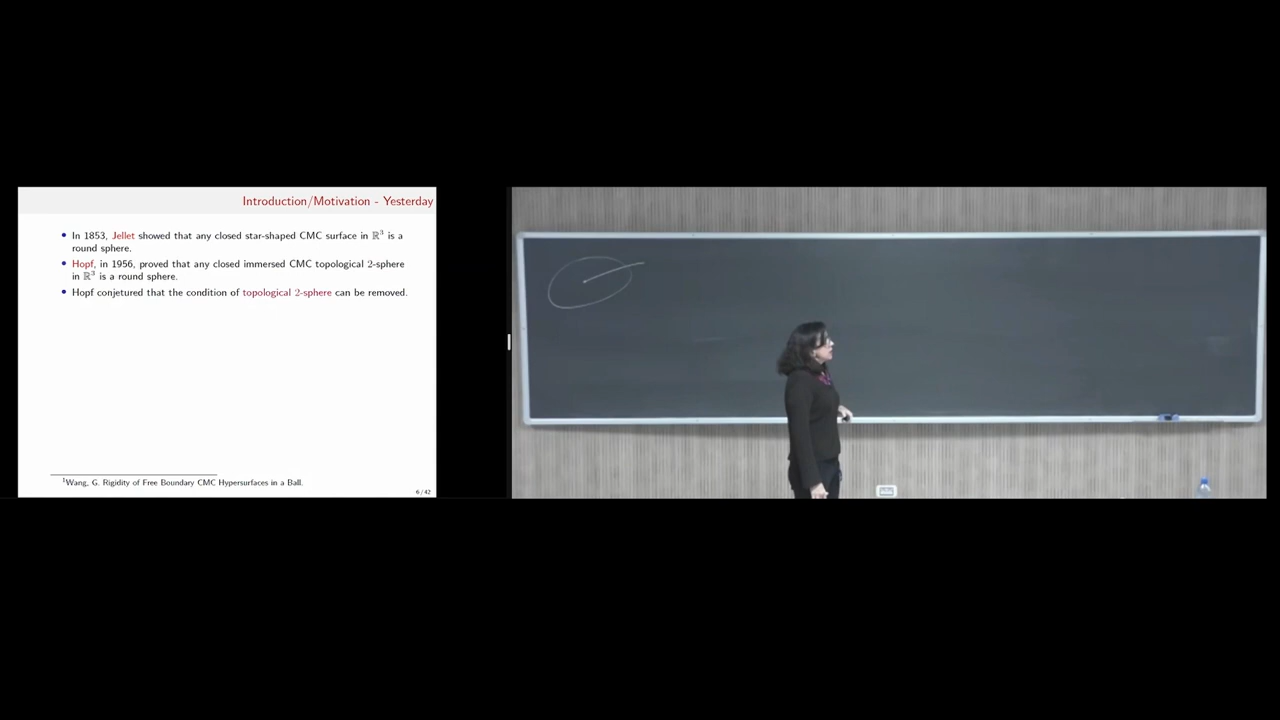 Introduction/Motivation - Yesterday
• In 1853, Jellet showed that any closed star-shaped CMC surface in ℝ³ is a
round sphere.
• Hopf, in 1956, proved that any closed immersed CMC topological 2-sphere
in ℝ³ is a round sphere.
• Hopf conjetured that the condition of topological 2-sphere can be removed.
¹Wang, G. Rigidity of Free Boundary CMC Hypersurfaces in a Ball.
6 / 42